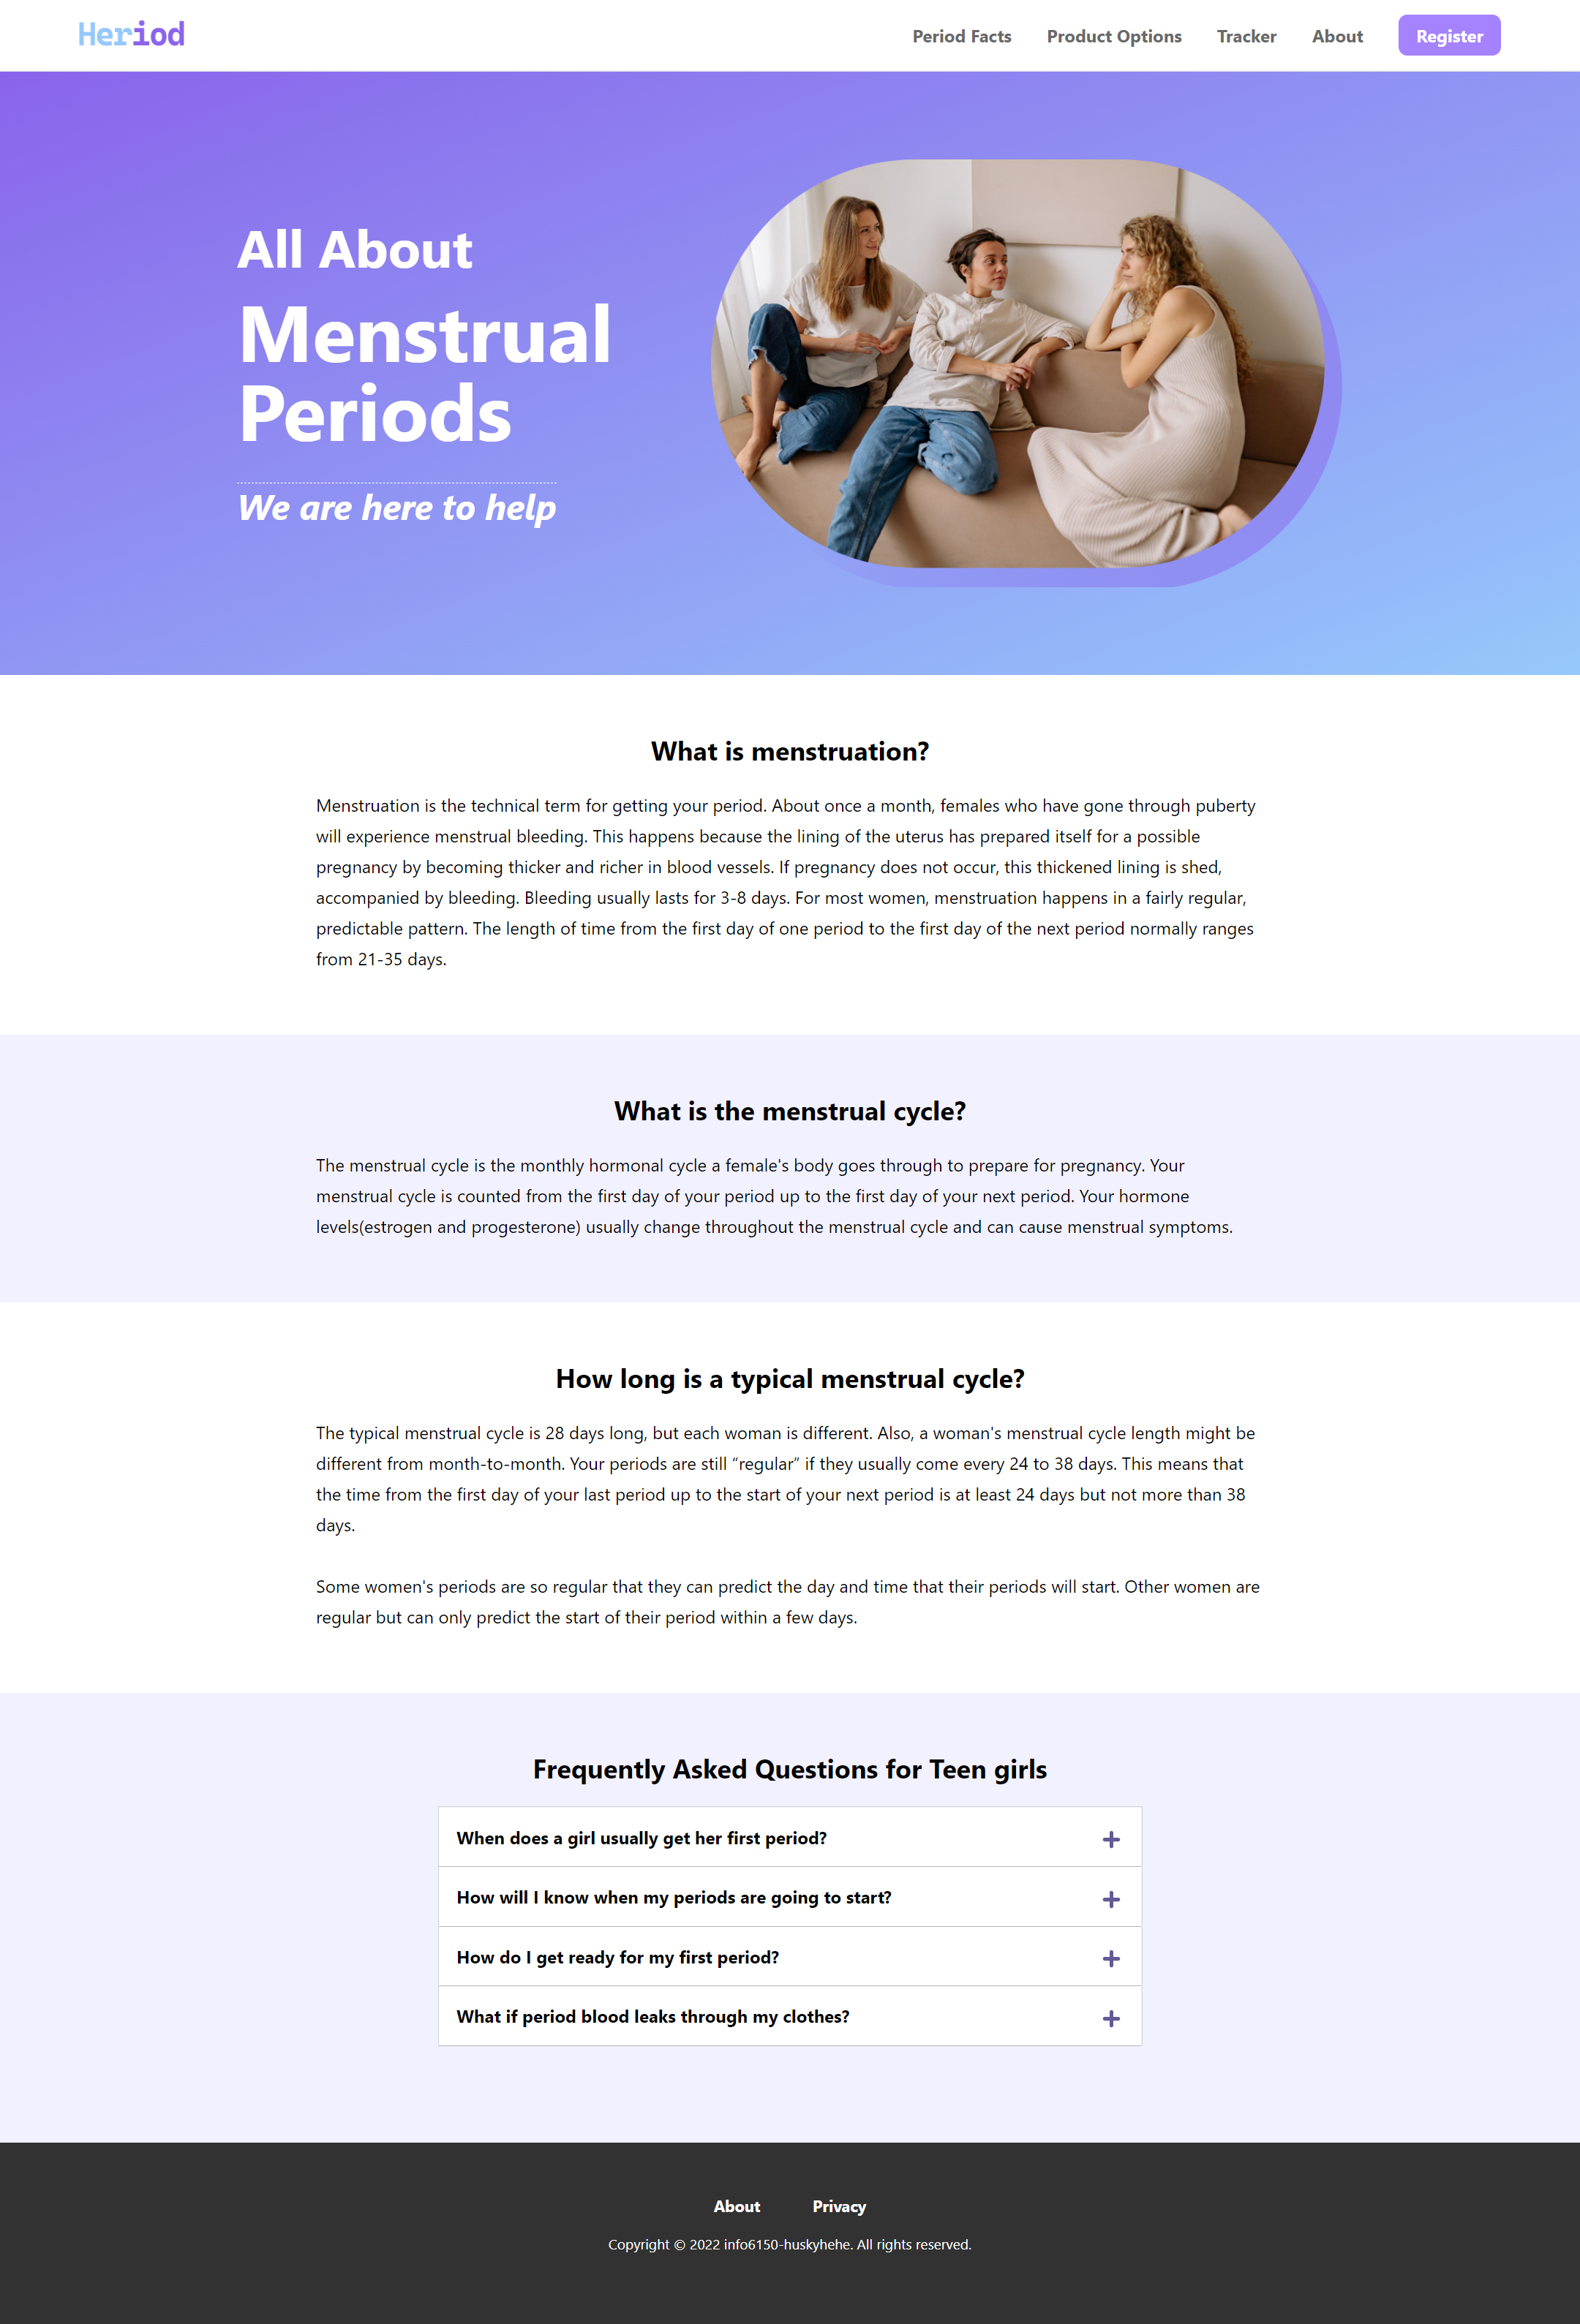 Heriod
Period Facts
Product Options
Tracker
About
Register
All About
Menstrual
Periods
We are here to help
What is menstruation?
Menstruation is the technical term for getting your period. About once a month, females who have gone through puberty
will experience menstrual bleeding. This happens because the lining of the uterus has prepared itself for a possible
pregnancy by becoming thicker and richer in blood vessels. If pregnancy does not occur, this thickened lining is shed,
accompanied by bleeding. Bleeding usually lasts for 3-8 days. For most women, menstruation happens in a fairly regular,
predictable pattern. The length of time from the first day of one period to the first day of the next period normally ranges
from 21-35 days.
What is the menstrual cycle?
The menstrual cycle is the monthly hormonal cycle a female's body goes through to prepare for pregnancy. Your
menstrual cycle is counted from the first day of your period up to the first day of your next period. Your hormone
levels(estrogen and progesterone) usually change throughout the menstrual cycle and can cause menstrual symptoms.
How long is a typical menstrual cycle?
The typical menstrual cycle is 28 days long, but each woman is different. Also, a woman's menstrual cycle length might be
different from month-to-month. Your periods are still “regular” if they usually come every 24 to 38 days. This means that
the time from the first day of your last period up to the start of your next period is at least 24 days but not more than 38
days.
Some women's periods are so regular that they can predict the day and time that their periods will start. Other women are
regular but can only predict the start of their period within a few days.
Frequently Asked Questions for Teen girls
When does a girl usually get her first period?
How will I know when my periods are going to start?
How do I get ready for my first period?
What if period blood leaks through my clothes?
About
Privacy
Copyright © 2022 info6150-huskyhehe. All rights reserved.